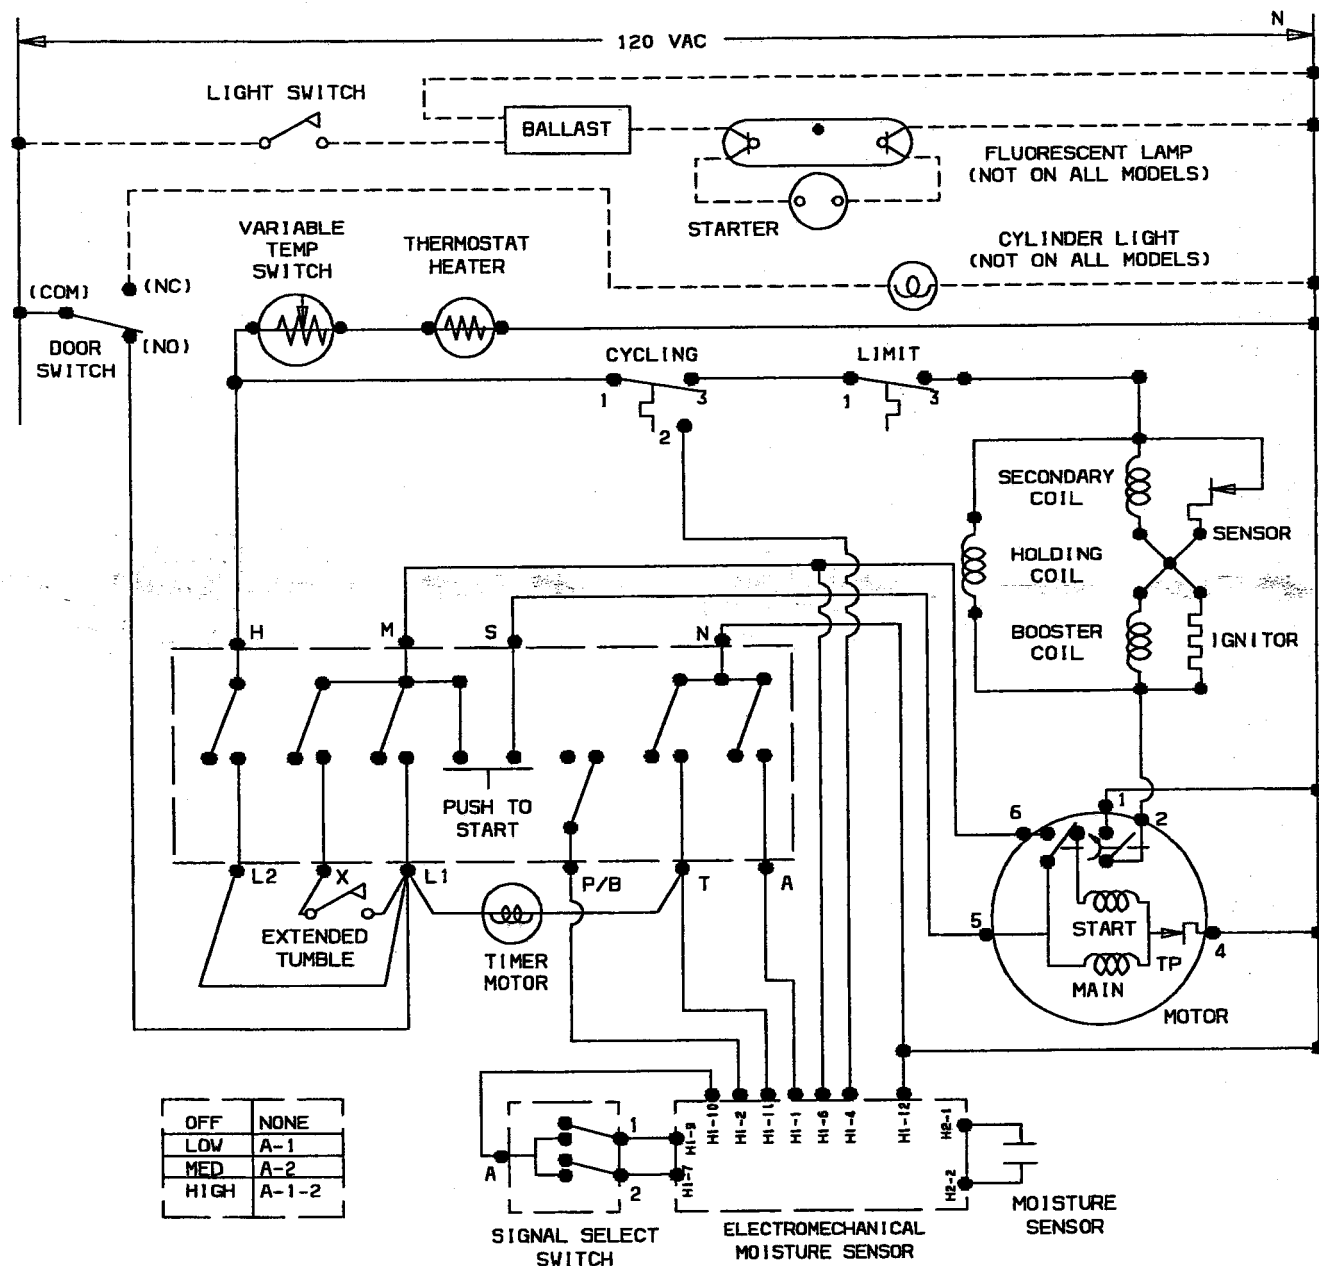 N
120 VAC
LIGHT SWITCH
BALLAST
FLUORESCENT LAMP
(NOT ON ALL MODELS)
STARTER
VARIABLE
TEMP
SWITCH
THERMOSTAT
HEATER
CYLINDER LIGHT
(NOT ON ALL MODELS)
(COM)
(NC)
(NO)
DOOR
SWITCH
CYCLING
LIMIT
1
3
2
1
3
SECONDARY
COIL
SENSOR
HOLDING
COIL
BOOSTER
COIL
IGNITOR
H
M
S
N
PUSH TO
START
L2
X
L1
P/B
T
A
EXTENDED
TUMBLE
TIMER
MOTOR
6
1
2
5
START
4
TP
MAIN
MOTOR
OFF NONE
LOW A-1
MED A-2
HIGH A-1-2
A
1
2
SIGNAL SELECT
SWITCH
H1-9
H1-7
H1-10
H1-2
H1-11
H1-1
H1-6
H1-4
H1-12
H2-1
H2-2
ELECTROMECHANICAL
MOISTURE SENSOR
MOISTURE
SENSOR